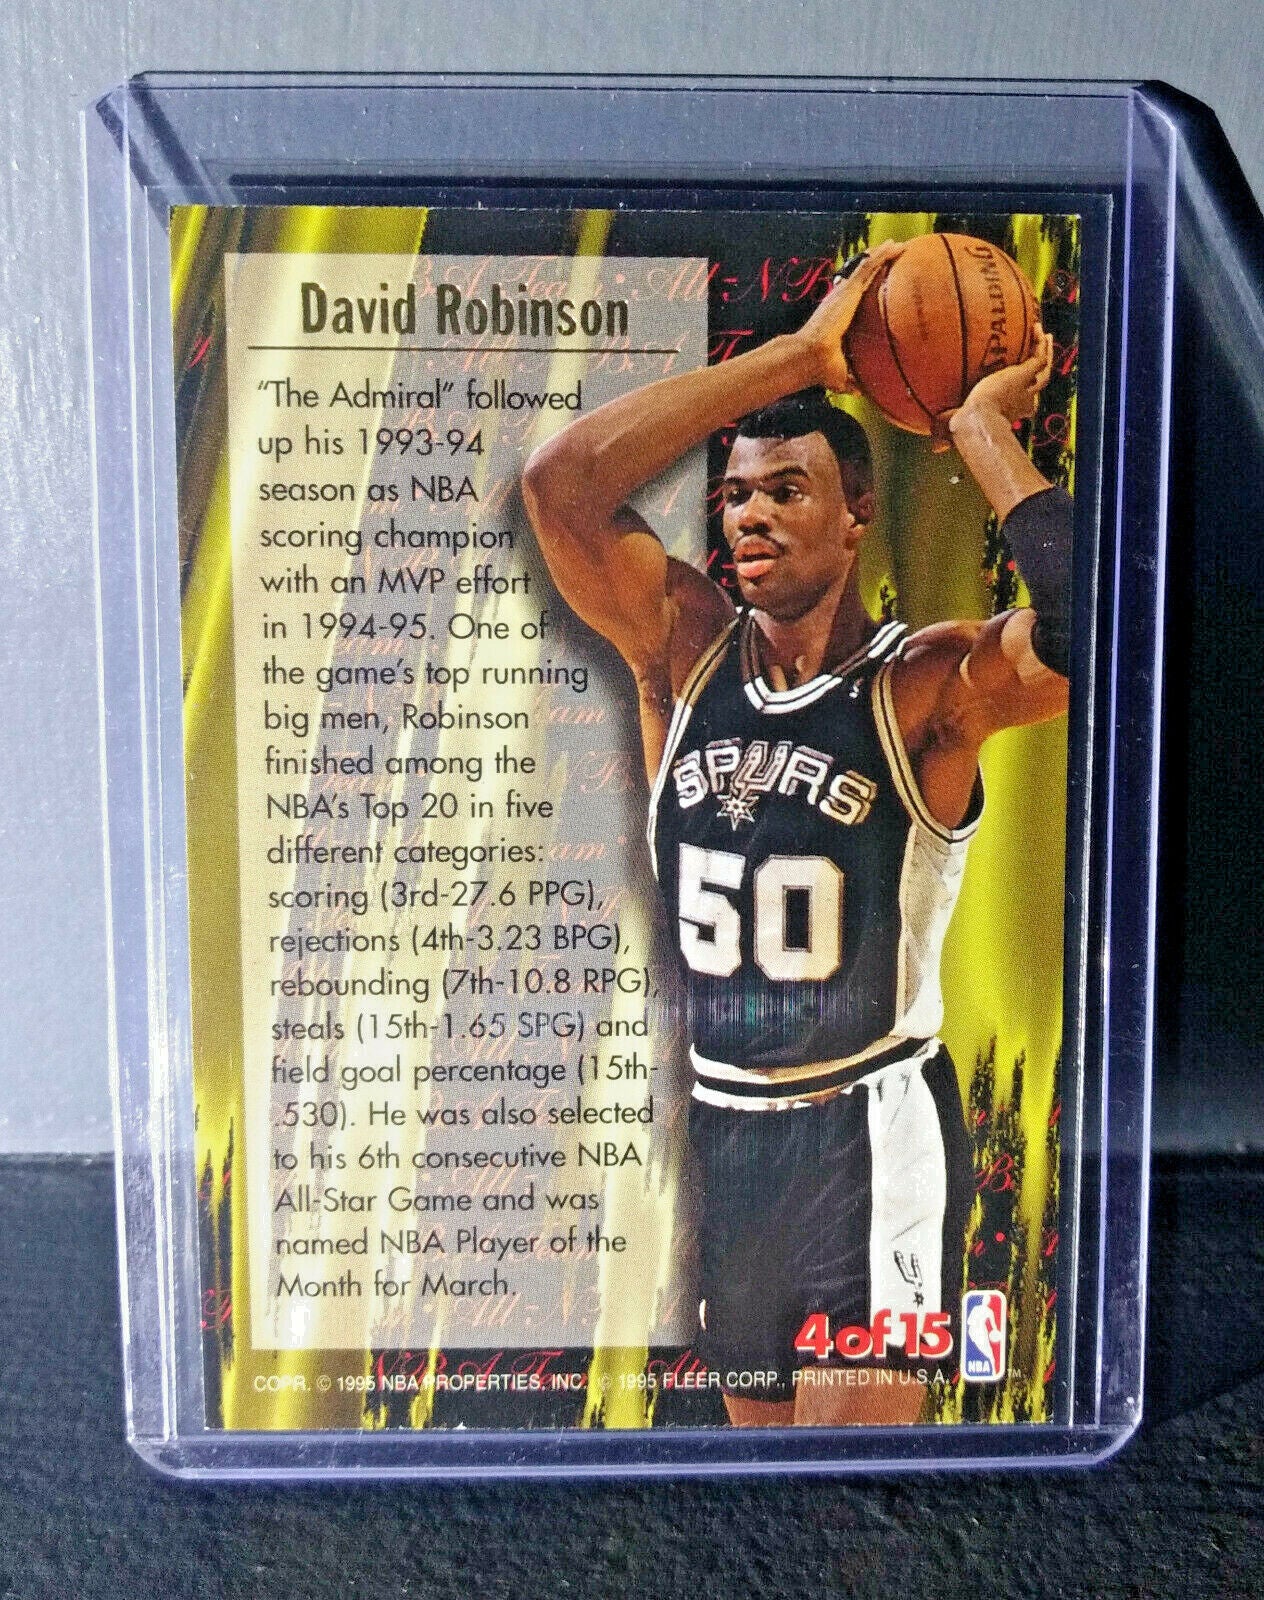 David Robinson
"The Admiral" followed
up his 1993-94
season as NBA
scoring champion
with an MVP effort
in 1994-95. One of
the game's top running
big men, Robinson
finished among the
NBA's Top 20 in five
different categories:
scoring (3rd-27.6 PPG),
rejections (4th-3.23 BPG),
rebounding (7th-10.8 RPG),
steals (15th-1.65 SPG) and
field goal percentage (15th-
.530). He was also selected
to his 6th consecutive NBA
All-Star Game and was
named NBA Player of the
Month for March.
SPALDING
SPURS
50
4 of 15
NBA
TM
COPR. © 1995 NBA PROPERTIES, INC. © 1995 FLEER CORP., PRINTED IN U.S.A.